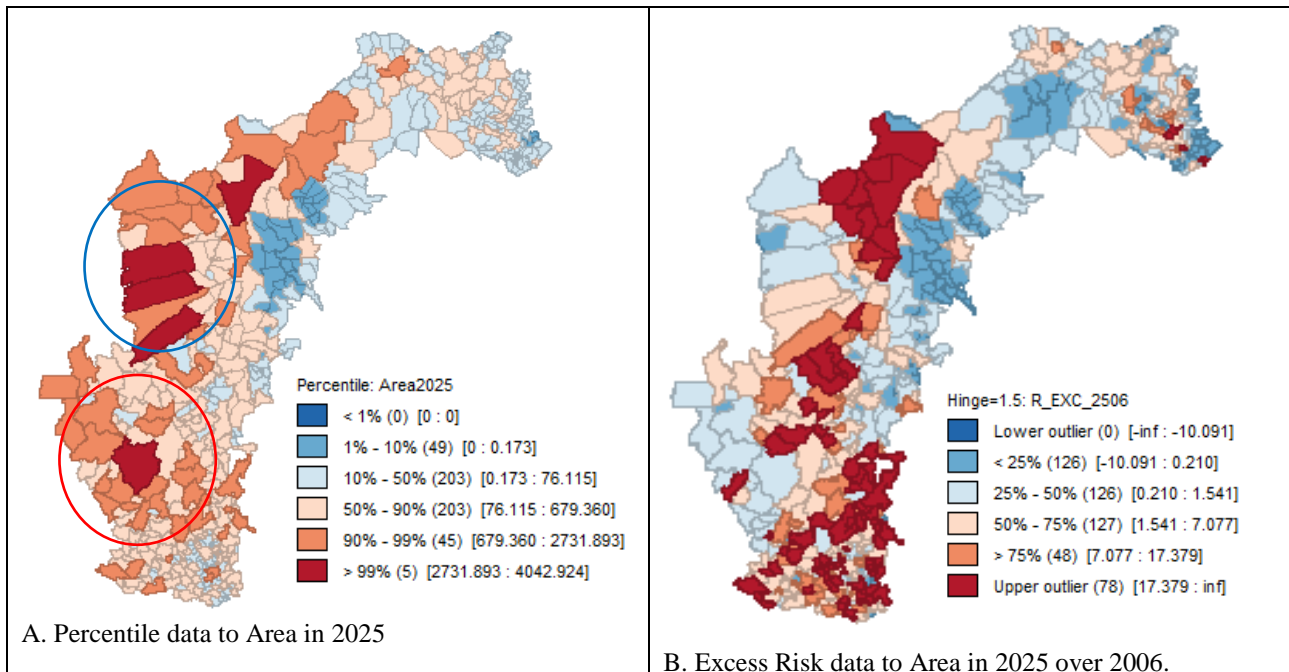 Percentile: Area2025
< 1% (0) [0 : 0]
1% - 10% (49) [0 : 0.173]
10% - 50% (203) [0.173 : 76.115]
50% - 90% (203) [76.115 : 679.360]
90% - 99% (45) [679.360 : 2731.893]
> 99% (5) [2731.893 : 4042.924]
A. Percentile data to Area in 2025
Hinge=1.5: R_EXC_2506
Lower outlier (0) [-inf : -10.091]
< 25% (126) [-10.091 : 0.210]
25% - 50% (126) [0.210 : 1.541]
50% - 75% (127) [1.541 : 7.077]
> 75% (48) [7.077 : 17.379]
Upper outlier (78) [17.379 : inf]
B. Excess Risk data to Area in 2025 over 2006.